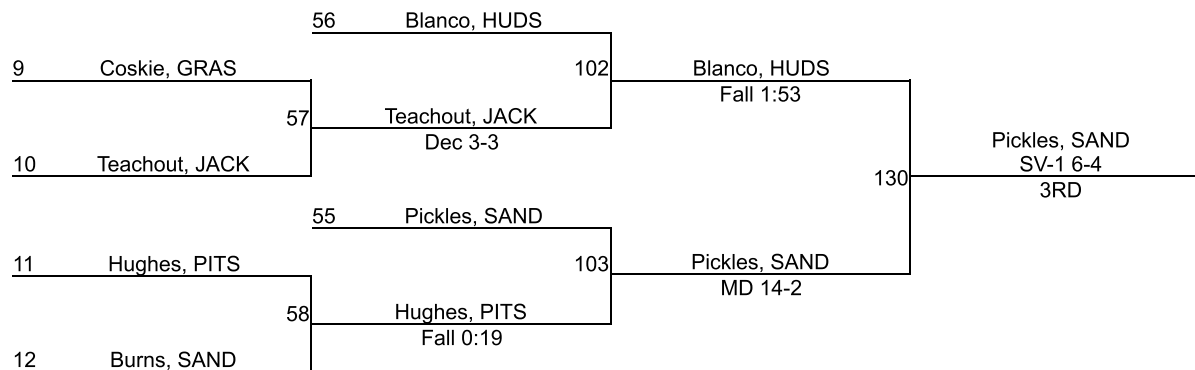 56 Blanco, HUDS
9 Coskie, GRAS
102 Blanco, HUDS
Fall 1:53
57 Teachout, JACK
Dec 3-3
Pickles, SAND
10 Teachout, JACK
SV-1 6-4
130
3RD
55 Pickles, SAND
11 Hughes, PITS
103 Pickles, SAND
MD 14-2
58 Hughes, PITS
Fall 0:19
12 Burns, SAND